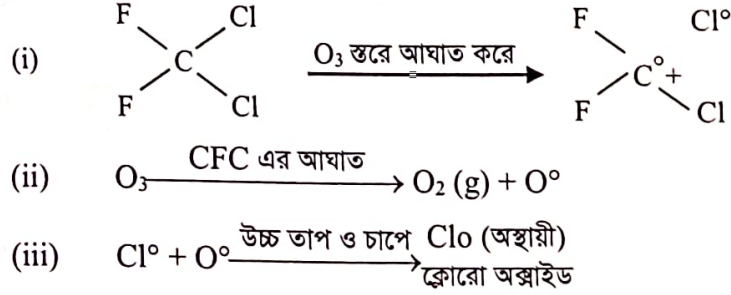 F Cl F Cl°
(i) C O₃ স্তরে আঘাত করে C° +
F Cl F Cl
(ii) O₃ CFC এর আঘাত O₂ (g) + O°
(iii) Cl° + O° উচ্চ তাপ ও চাপে Clo (অস্থায়ী)
ক্লোরো অক্সাইড